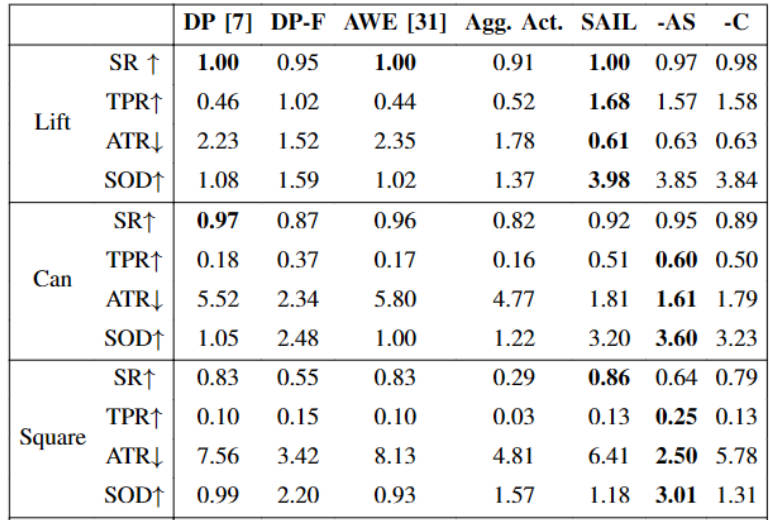 DP [7] DP-F AWE [31] Agg. Act. SAIL -AS -C
SR ↑ 1.00 0.95 1.00 0.91 1.00 0.97 0.98
TPR↑ 0.46 1.02 0.44 0.52 1.68 1.57 1.58
Lift
ATR↓ 2.23 1.52 2.35 1.78 0.61 0.63 0.63
SOD↑ 1.08 1.59 1.02 1.37 3.98 3.85 3.84
SR↑ 0.97 0.87 0.96 0.82 0.92 0.95 0.89
TPR↑ 0.18 0.37 0.17 0.16 0.51 0.60 0.50
Can
ATR↓ 5.52 2.34 5.80 4.77 1.81 1.61 1.79
SOD↑ 1.05 2.48 1.00 1.22 3.20 3.60 3.23
SR↑ 0.83 0.55 0.83 0.29 0.86 0.64 0.79
TPR↑ 0.10 0.15 0.10 0.03 0.13 0.25 0.13
Square
ATR↓ 7.56 3.42 8.13 4.81 6.41 2.50 5.78
SOD↑ 0.99 2.20 0.93 1.57 1.18 3.01 1.31